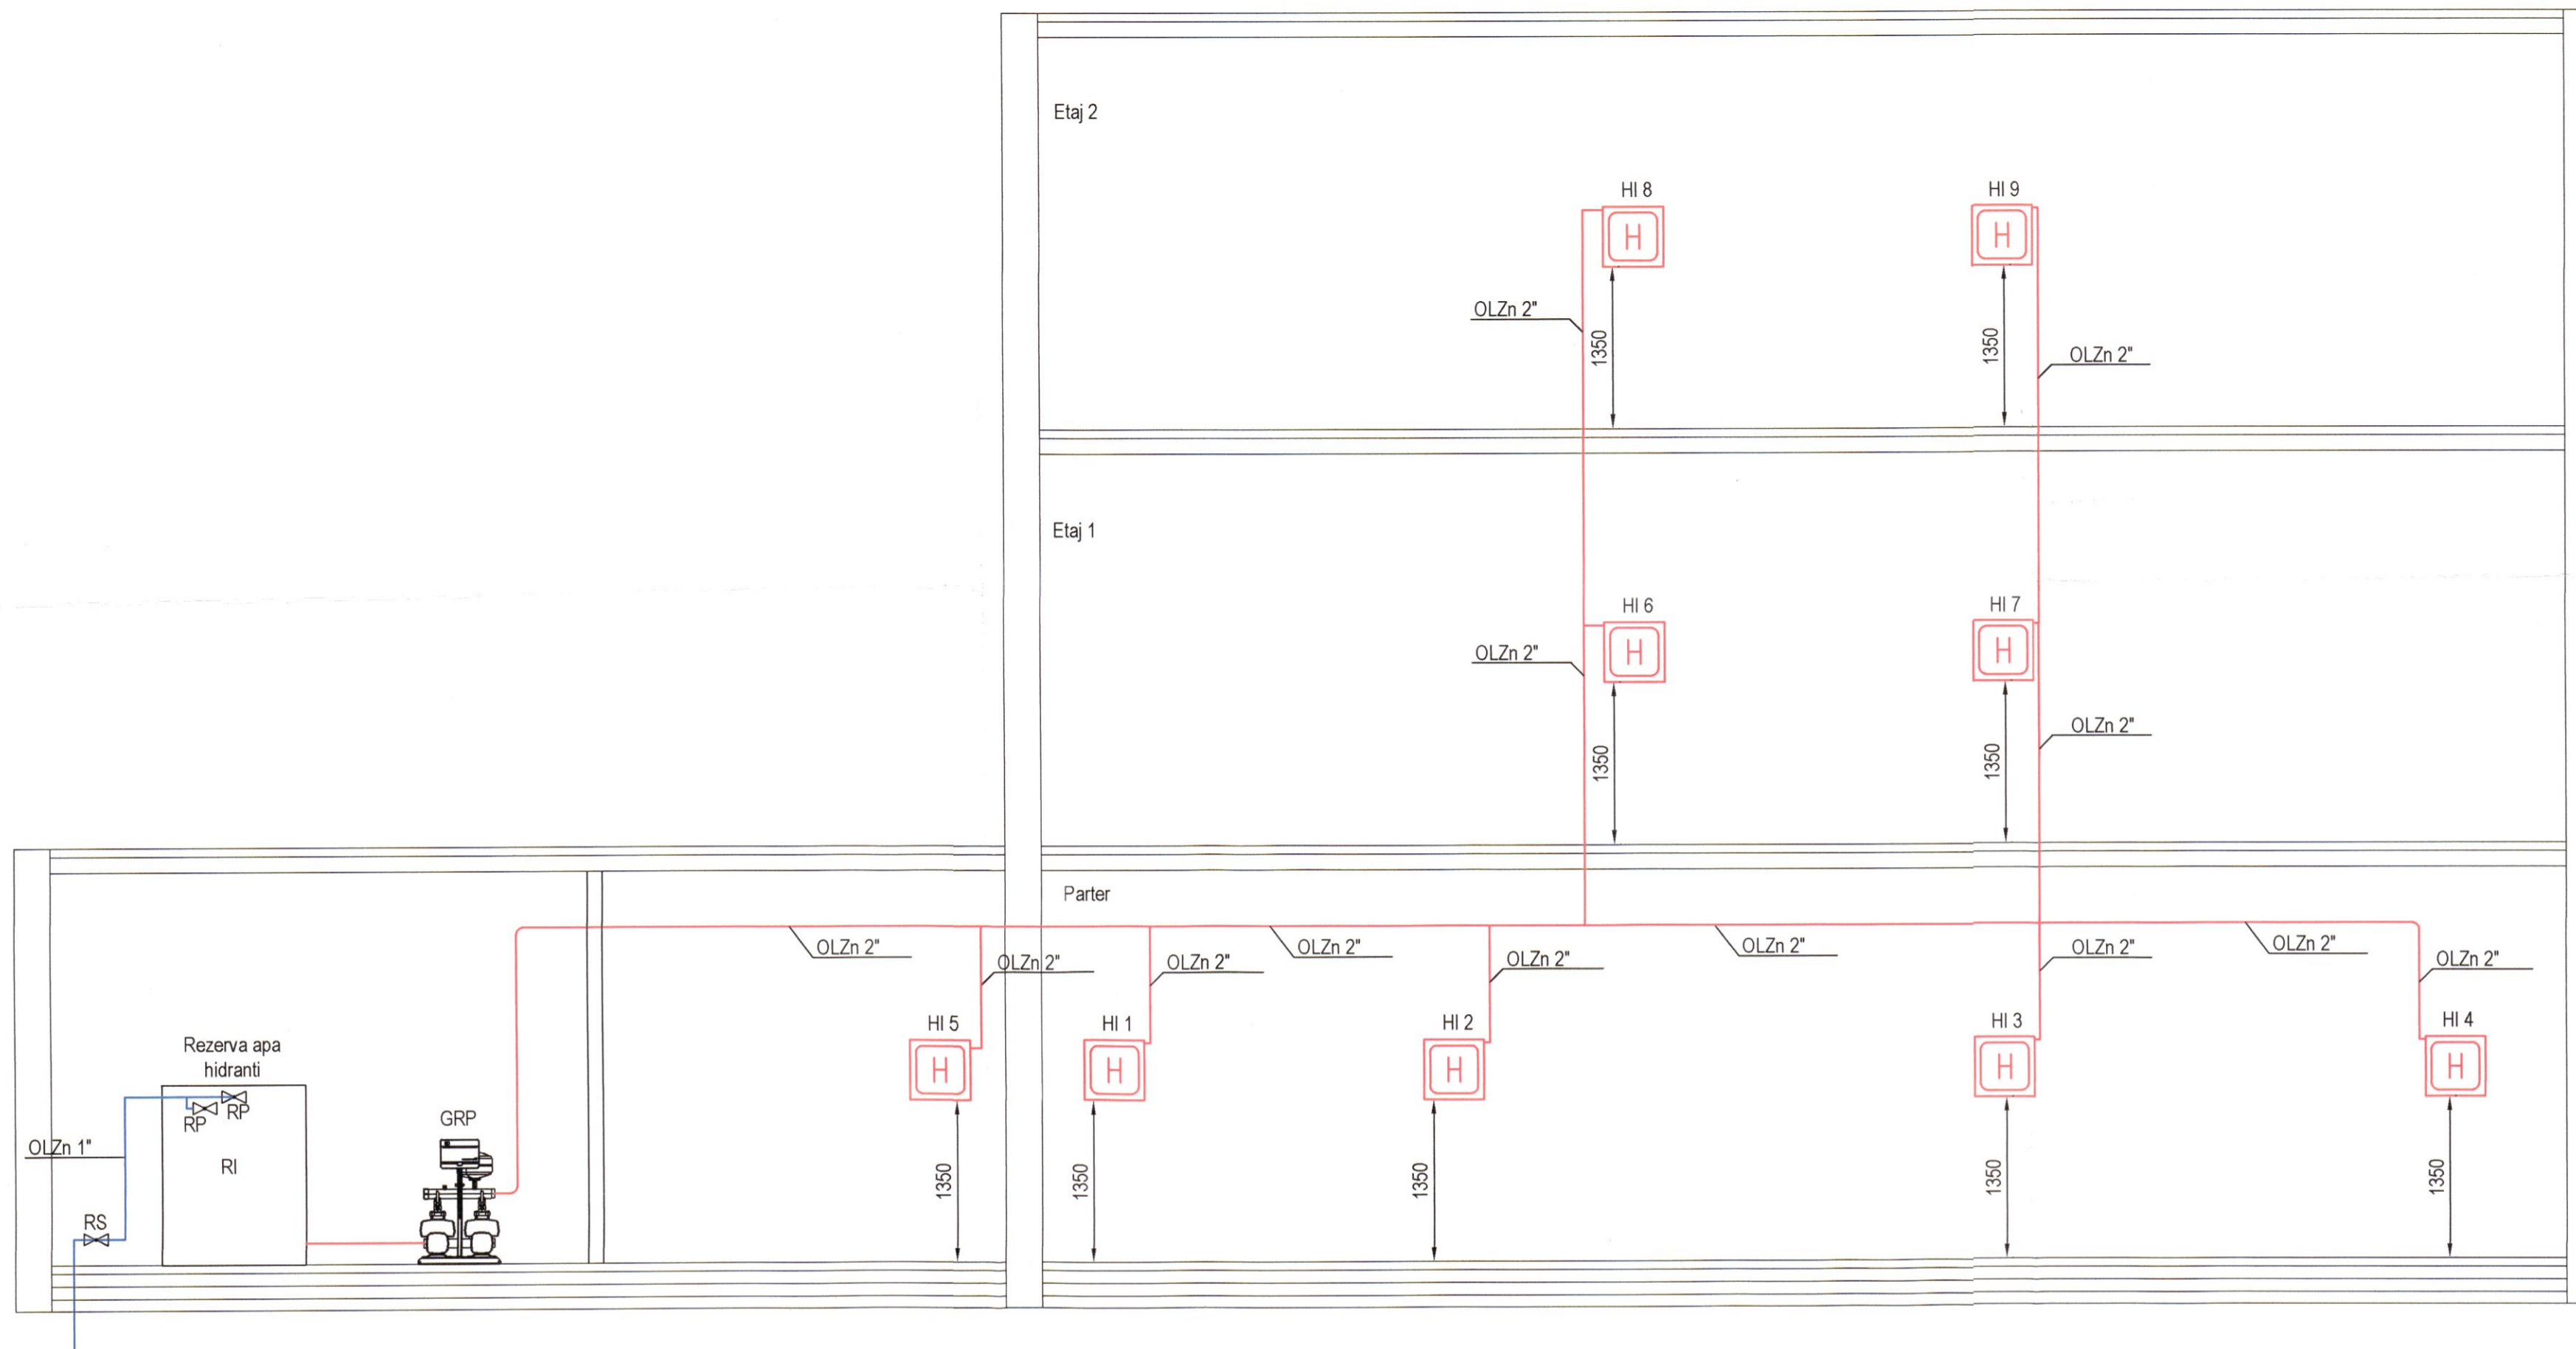 Etaj 2
HI 8
HI 9
H
H
OLZn 2"
1350
1350
OLZn 2"
Etaj 1
HI 6
HI 7
H
H
OLZn 2"
1350
1350
OLZn 2"
Parter
OLZn 2"
OLZn 2"
OLZn 2"
OLZn 2"
OLZn 2"
OLZn 2"
OLZn 2"
OLZn 2"
OLZn 2"
HI 5
HI 1
HI 2
HI 3
HI 4
H
H
H
H
H
1350
1350
1350
1350
1350
Rezerva apa
hidranti
RP
RP
GRP
OLZn 1"
RI
RS